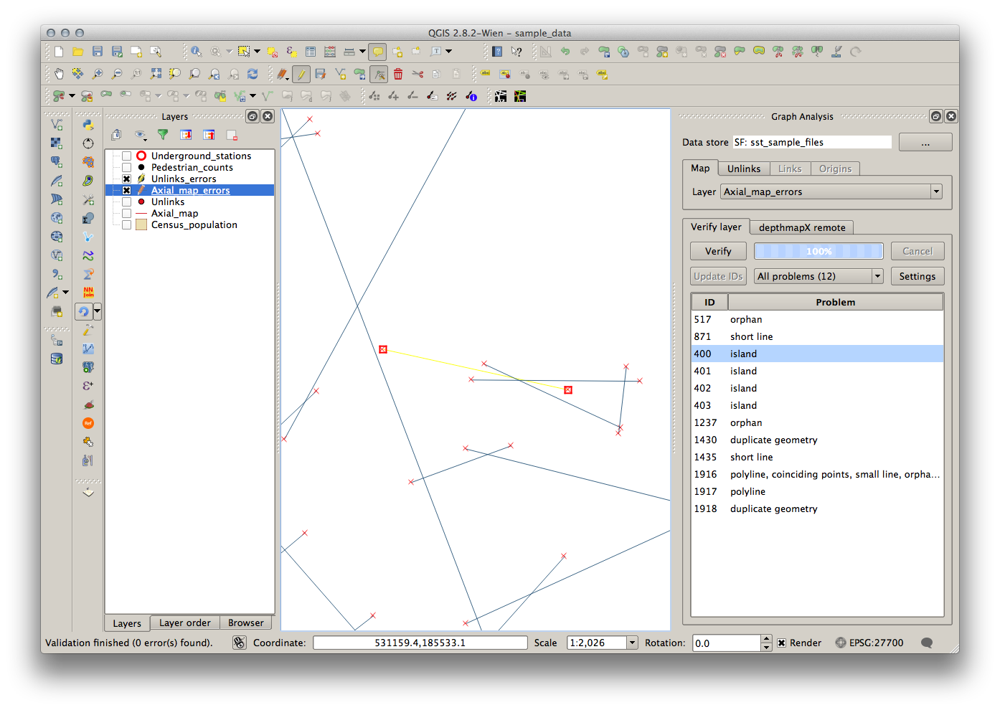 QGIS 2.8.2-Wien - sample_data
Layers
Underground_stations
Pedestrian_counts
Unlinks_errors
Axial_map_errors
Unlinks
Axial_map
Census_population
Layers
Layer order
Browser
Graph Analysis
Data store
SF: sst_sample_files
...
Map
Unlinks
Links
Origins
Layer
Axial_map_errors
Verify layer
depthmapX remote
Verify
100%
Cancel
Update IDs
All problems (12)
Settings
ID Problem
517 orphan
871 short line
400 island
401 island
402 island
403 island
1237 orphan
1430 duplicate geometry
1435 short line
1916 polyline, coinciding points, small line, orpha...
1917 polyline
1918 duplicate geometry
Validation finished (0 error(s) found).
Coordinate:
531159.4,185533.1
Scale
1:2,026
Rotation:
0.0
Render
EPSG:27700